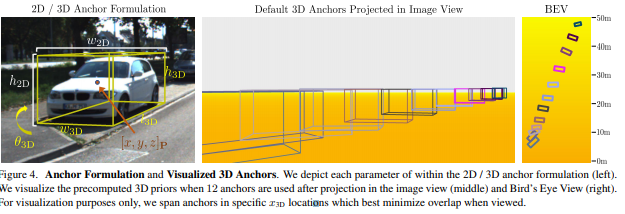 2D / 3D Anchor Formulation
Default 3D Anchors Projected in Image View
BEV
w2D
h2D
h3D
θ3D
w3D
l3D
[x, y, z]P
50m
40m
30m
20m
10m
0m
Figure 4. Anchor Formulation and Visualized 3D Anchors. We depict each parameter of within the 2D / 3D anchor formulation (left).
We visualize the precomputed 3D priors when 12 anchors are used after projection in the image view (middle) and Bird's Eye View (right).
For visualization purposes only, we span anchors in specific x3D locations which best minimize overlap when viewed.